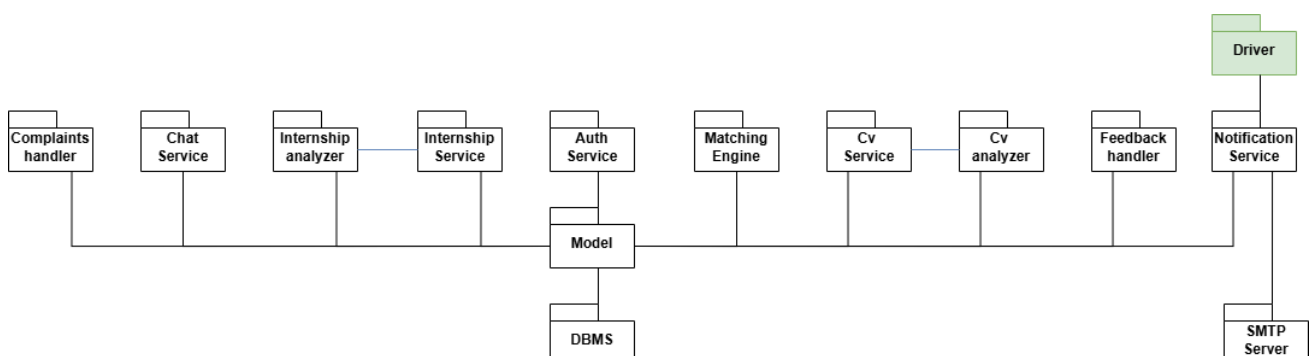 Driver
Complaints
handler
Chat
Service
Internship
analyzer
Internship
Service
Auth
Service
Matching
Engine
Cv
Service
Cv
analyzer
Feedback
handler
Notification
Service
Model
DBMS
SMTP
Server